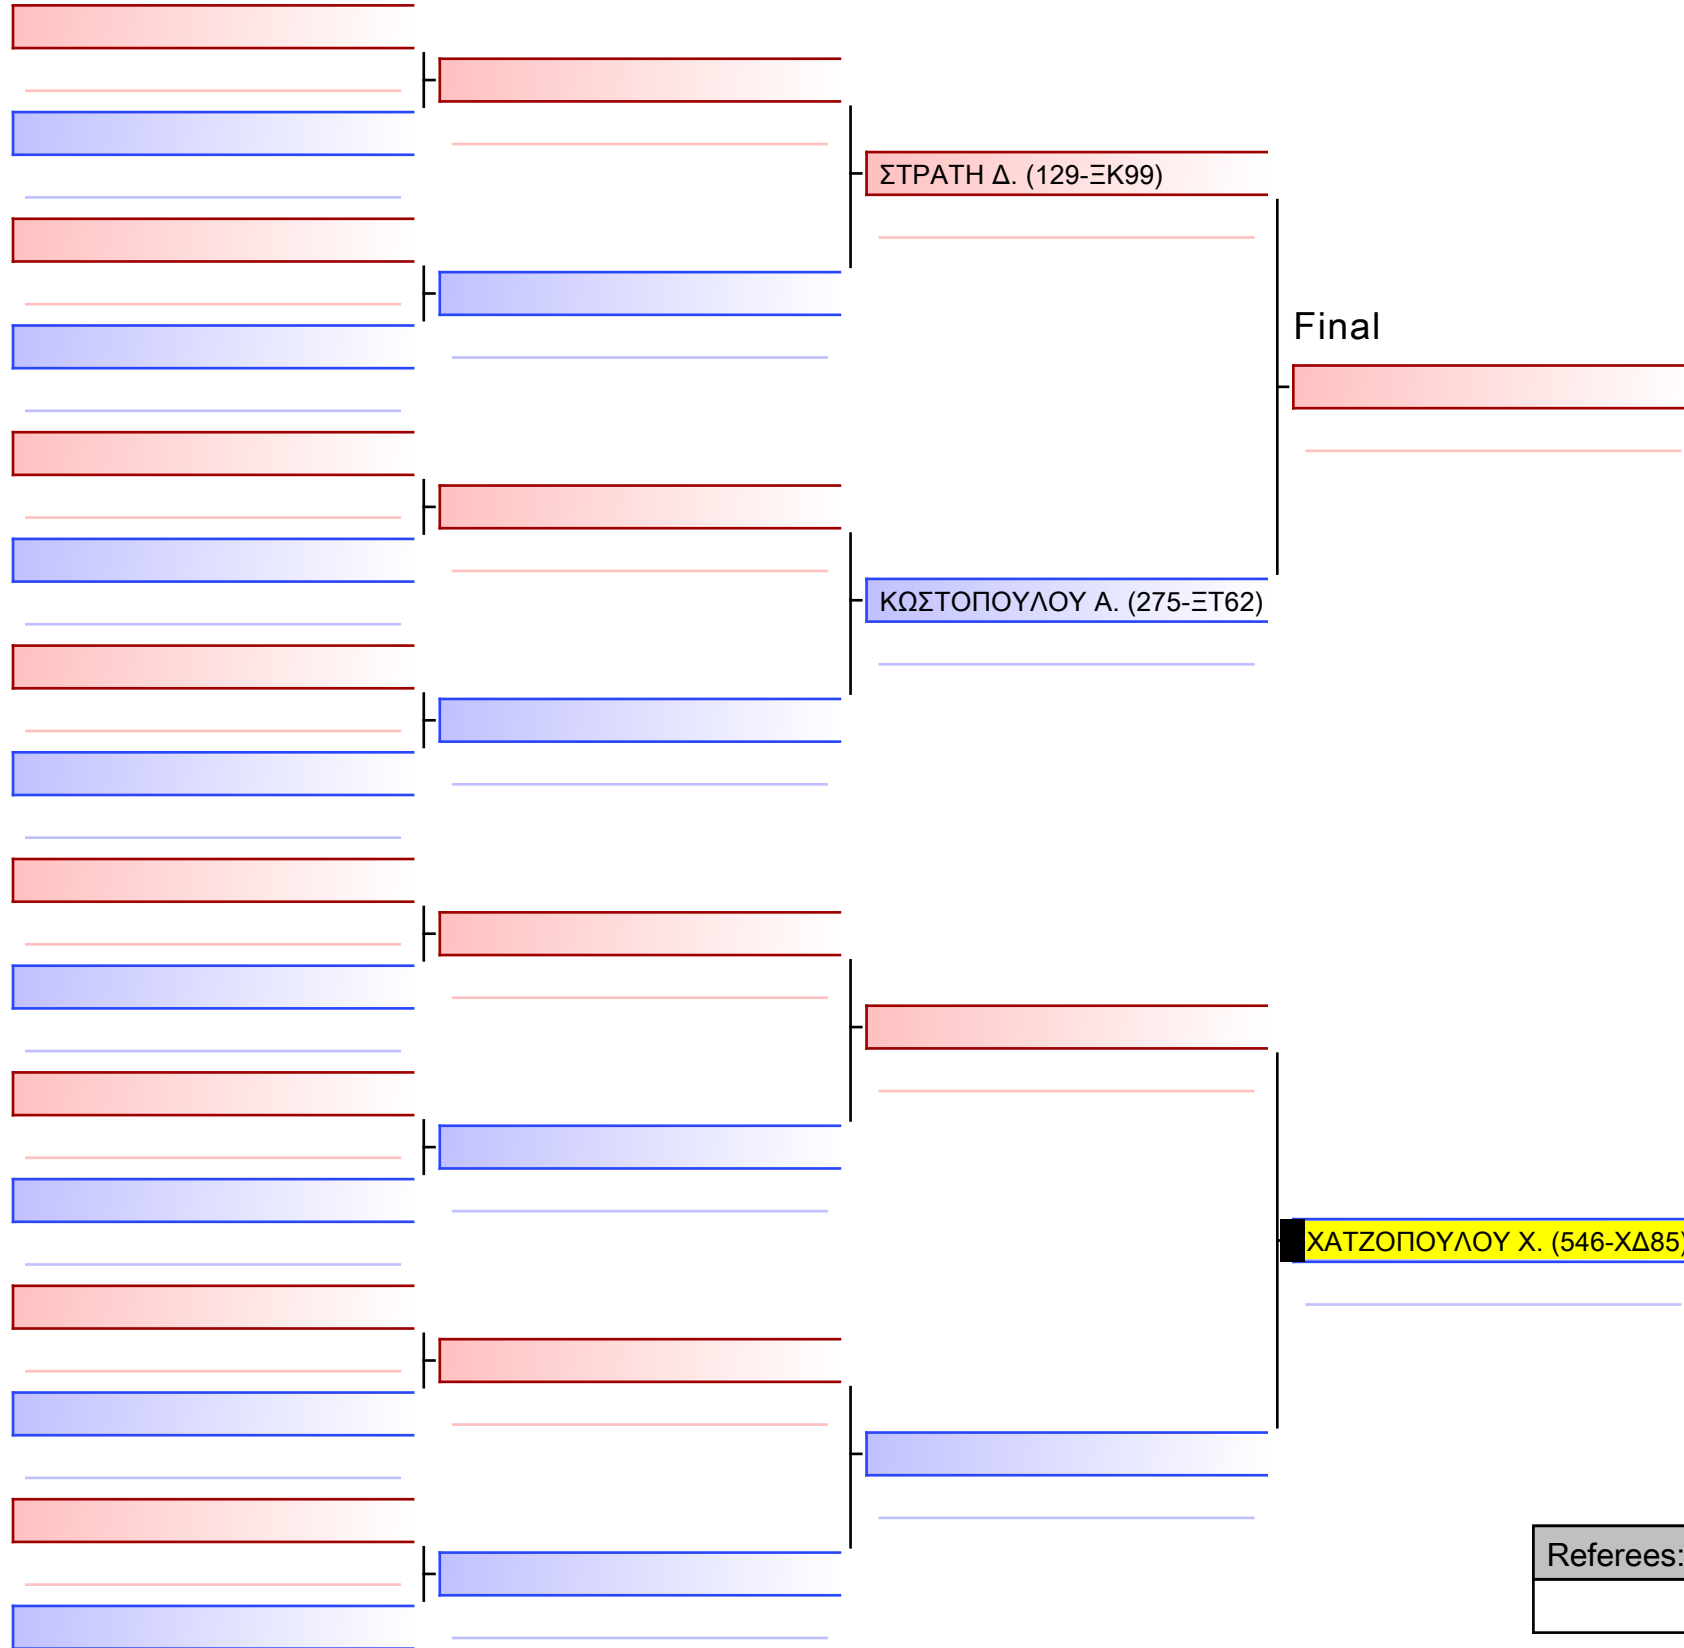 ΣΤΡΑΤΗ Δ. (129-ΞΚ99)
Final
ΚΩΣΤΟΠΟΥΛΟΥ Α. (275-ΞΤ62)
ΧΑΤΖΟΠΟΥΛΟΥ Χ. (546-ΧΔ85)
Referees: